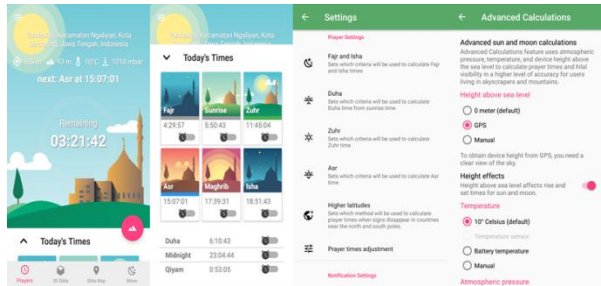 Kecamatan Ngaliyan, Kota
Jawa Tengah, Indonesia
10°C
1010 mbar
next: Asr at 15:07:01
Remaining
03:21:42
Today's Times
Prayers
3D Qibla
Qibla Map
Moon
Kecamatan Ngaliyan, Kota
Jawa Tengah, Indonesia
Today's Times
Fajr
Sunrise
Zuhr
4:29:57
5:50:43
11:45:04
Asr
Maghrib
Isha
15:07:01
17:39:31
18:51:43
Duha 6:10:43
Midnight 23:04:44
Qiyam 0:53:05
Settings
Prayer Settings
Fajr and Isha
Sets which criteria will be used to calculate Fajr
and Isha times
Duha
Sets which criteria will be used to calculate
Duha time from sunrise time
Zuhr
Sets which criteria will be used to calculate
Zuhr time
Asr
Sets which criteria will be used to calculate Asr
time
Higher latitudes
Sets which method will be used to calculate
prayer times when signs disappear in countries
near the north and south poles.
Prayer times adjustment
Notification Settings
Advanced Calculations
Advanced sun and moon calculations
Advanced Calculations feature uses atmospheric
pressure, temperature, and device height above
the sea level to calculate prayer times and hilal
visibility in a higher level of accuracy for users
living in skyscrapers and mountains.
Height above sea level
0 meter (default)
GPS
Manual
To obtain device height from GPS, you need a
clear view of the sky.
Height effects
Height above sea level affects rise and
set times for sun and moon.
Temperature
10° Celsius (default)
Temperature sensor
Battery temperature
Manual
Atmospheric pressure